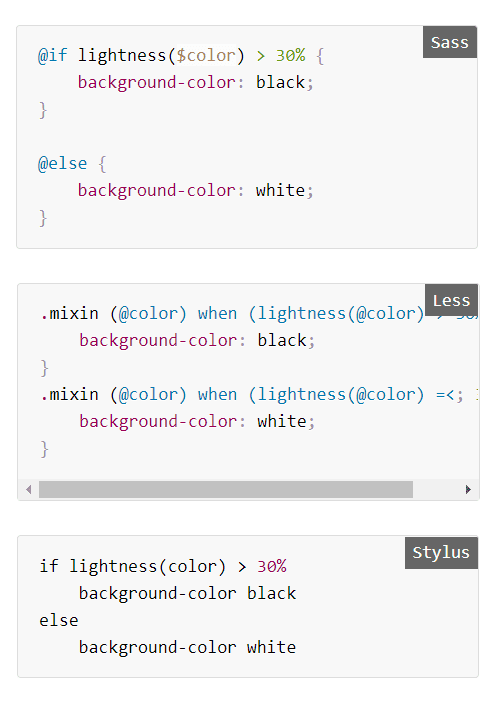 Sass
@if lightness($color) > 30% {
    background-color: black;
}
@else {
    background-color: white;
}
Less
.mixin (@color) when (lightness(@color) >
    background-color: black;
}
.mixin (@color) when (lightness(@color) =<;
    background-color: white;
}
Stylus
if lightness(color) > 30%
    background-color black
else
    background-color white